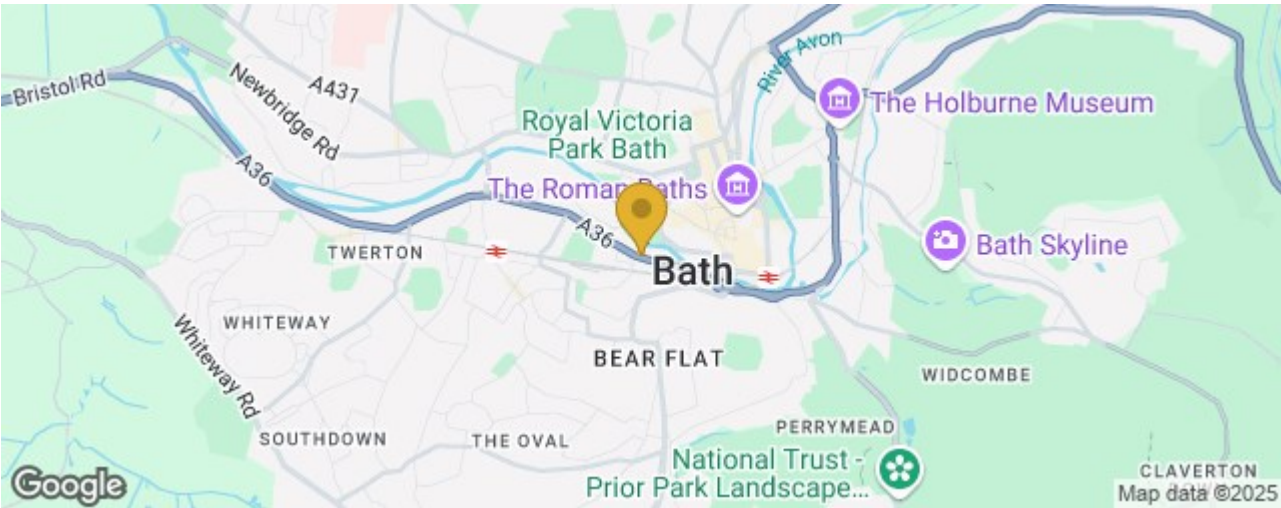 River Avon
Bristol Rd
Newbridge Rd
A431
The Holburne Museum
Royal Victoria
Park Bath
A36
The Roman Baths
A36
TWERTON
Bath
Bath Skyline
WHITEWAY
Whiteway Rd
BEAR FLAT
WIDCOMBE
SOUTHDOWN
THE OVAL
PERRYMEAD
National Trust -
Prior Park Landscape...
CLAVERTON
Google
Map data ©2025